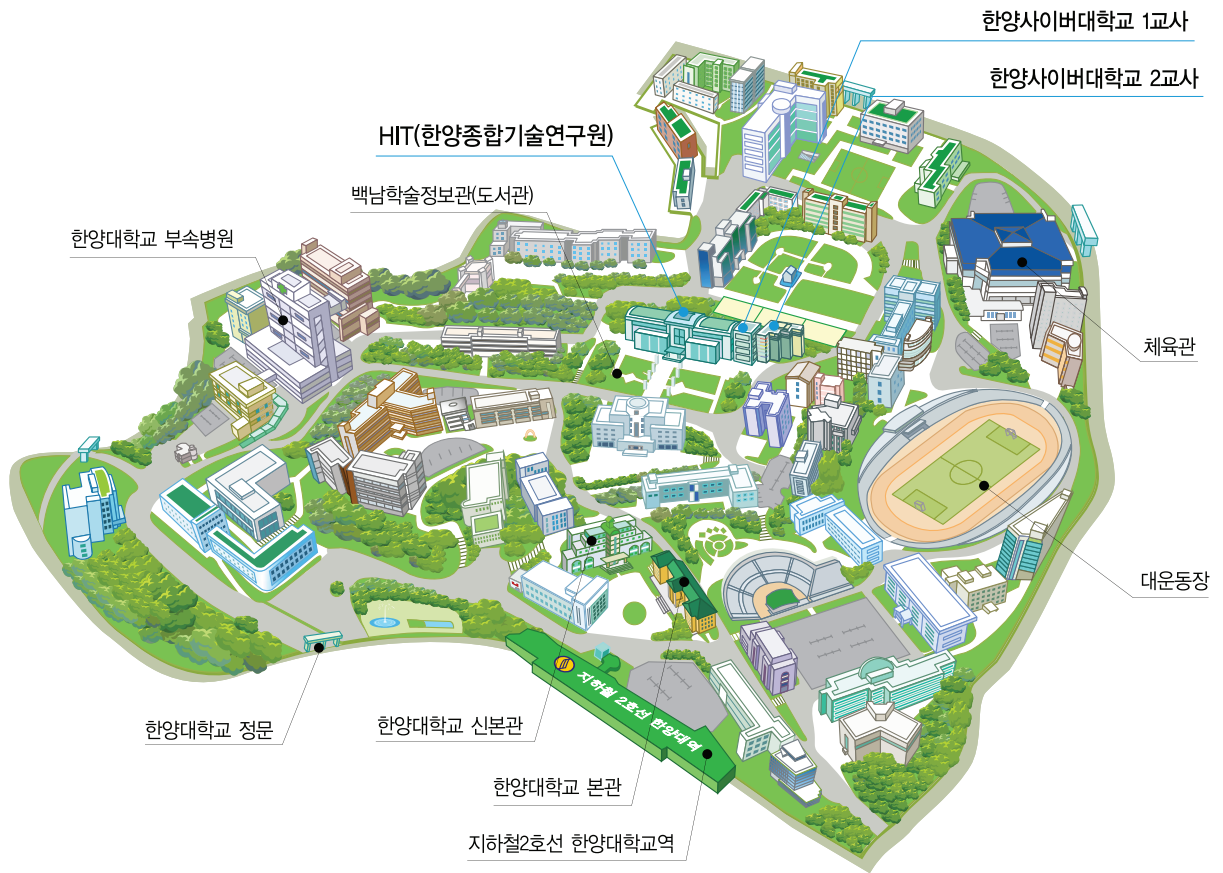 한양사이버대학교 1교사
한양사이버대학교 2교사
HIT(한양종합기술연구원)
백남학술정보관(도서관)
한양대학교 부속병원
체육관
대운동장
한양대학교 정문
한양대학교 신본관
지하철 2호선 한양대역
한양대학교 본관
지하철2호선 한양대학교역